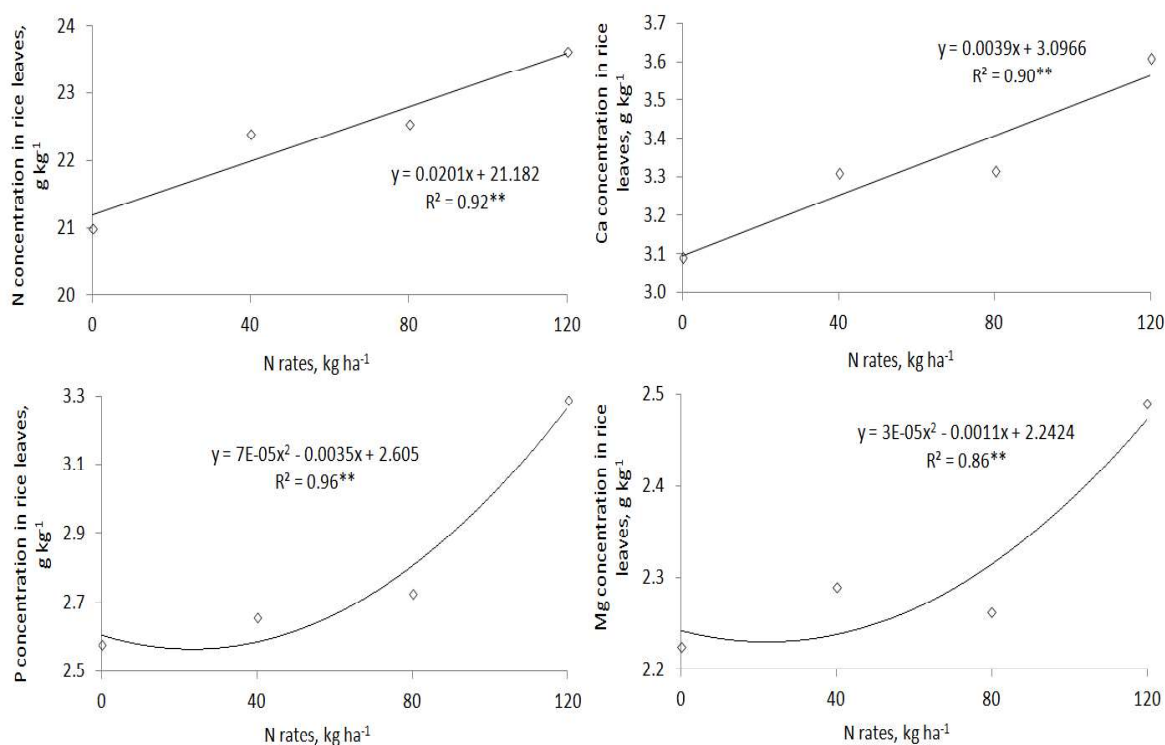 N concentration in rice leaves,
g kg-1
24
23
22
21
20
y = 0.0201x + 21.182
R² = 0.92**
0
40
80
120
N rates, kg ha-1
Ca concentration in rice
leaves, g kg-1
3.7
3.6
3.5
3.3
3.2
3.1
3.0
y = 0.0039x + 3.0966
R² = 0.90**
0
40
80
120
N rates, kg ha-1
P concentration in rice leaves,
g kg-1
3.3
3.1
2.9
2.7
2.5
y = 7E-05x² - 0.0035x + 2.605
R² = 0.96**
0
40
80
120
N rates, kg ha-1
Mg concentration in rice
leaves, g kg-1
2.5
2.4
2.3
2.2
y = 3E-05x² - 0.0011x + 2.2424
R² = 0.86**
0
40
80
120
N rates, kg ha-1